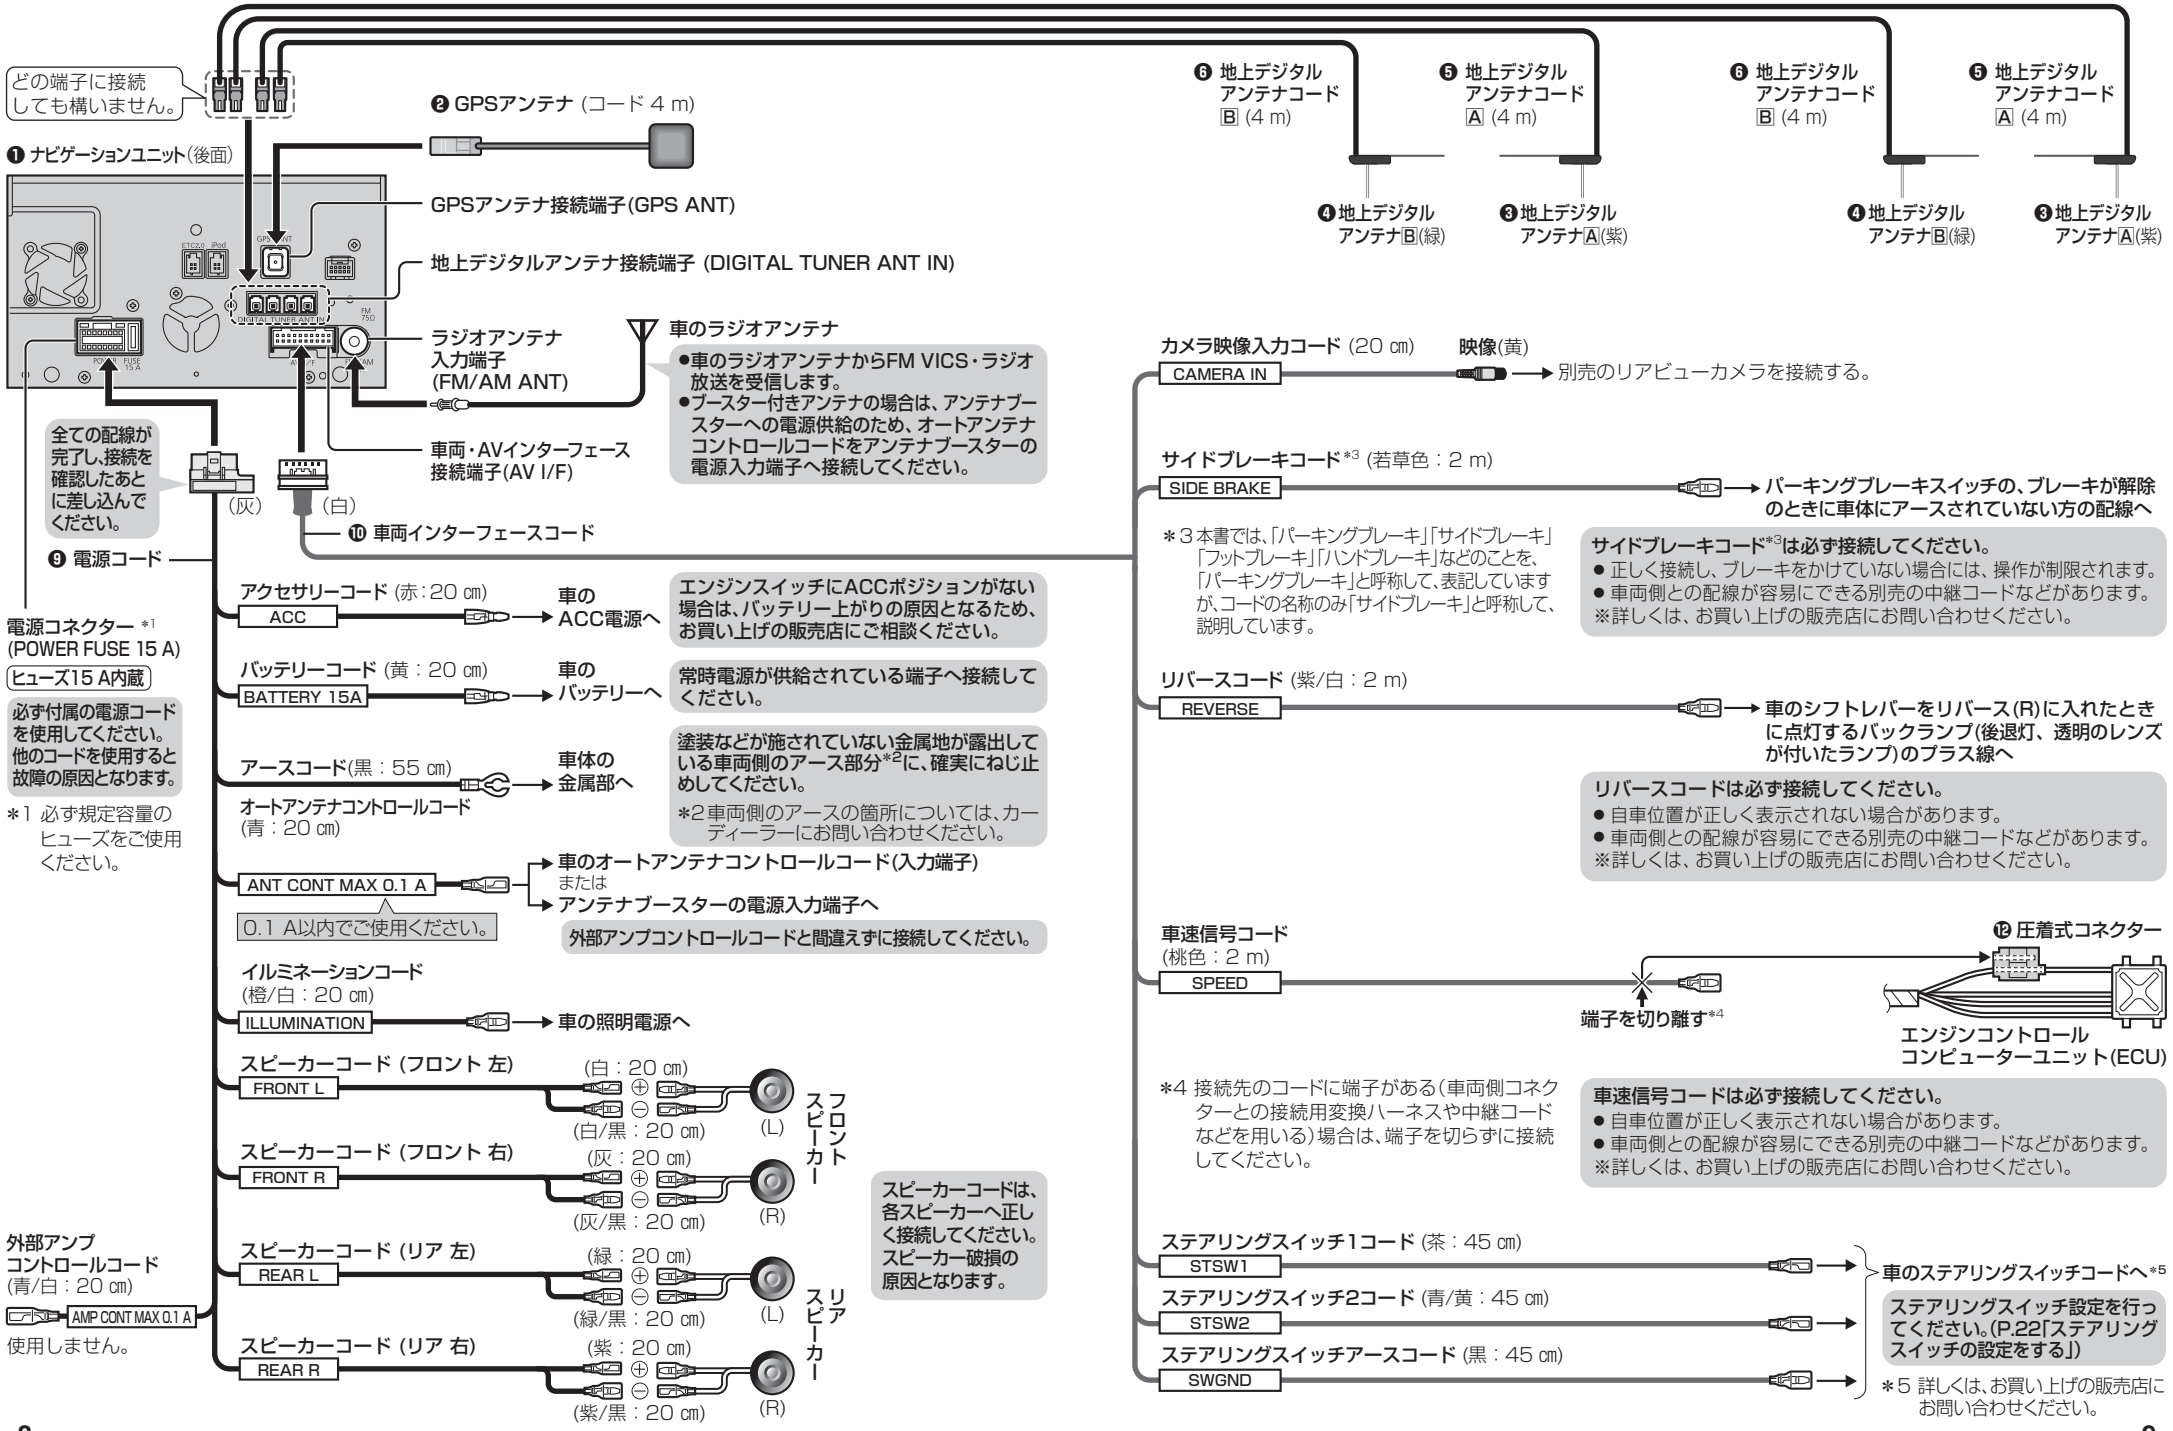 どの端子に接続
しても構いません。
❷ GPSアンテナ (コード 4 m)
❶ ナビゲーションユニット(後面)
GPSアンテナ接続端子(GPS ANT)
地上デジタルアンテナ接続端子 (DIGITAL TUNER ANT IN)
ETC2.0
iPod
DIGITAL TUNER ANT IN
FM
75Ω
FUSE
15 A
ラジオアンテナ
入力端子
(FM/AM ANT)
車のラジオアンテナ
●車のラジオアンテナからFM VICS・ラジオ
放送を受信します。
●ブースター付きアンテナの場合は、アンテナブー
スターへの電源供給のため、オートアンテナ
コントロールコードをアンテナブースターの
電源入力端子へ接続してください。
車両・AVインターフェース
接続端子(AV I/F)
全ての配線が
完了し、接続を
確認したあと
に差し込んで
ください。
(灰)
(白)
❿ 車両インターフェースコード
❾ 電源コード
電源コネクター *1
(POWER FUSE 15 A)
ヒューズ15 A内蔵
必ず付属の電源コード
を使用してください。
他のコードを使用すると
故障の原因となります。
*1 必ず規定容量の
ヒューズをご使用
ください。
アクセサリーコード (赤:20 ㎝)
ACC
車の
ACC電源へ
エンジンスイッチにACCポジションがない
場合は、バッテリー上がりの原因となるため、
お買い上げの販売店にご相談ください。
バッテリーコード (黄:20 ㎝)
BATTERY 15A
車の
バッテリーへ
常時電源が供給されている端子へ接続して
ください。
アースコード(黒:55 ㎝)
車体の
金属部へ
塗装などが施されていない金属地が露出して
いる車両側のアース部分*2に、確実にねじ止
めしてください。
*2 車両側のアースの箇所については、カー
ディーラーにお問い合わせください。
オートアンテナコントロールコード
(青:20 ㎝)
ANT CONT MAX 0.1 A
0.1 A以内でご使用ください。
車のオートアンテナコントロールコード(入力端子)
または
アンテナブースターの電源入力端子へ
外部アンプコントロールコードと間違えずに接続してください。
イルミネーションコード
(橙/白:20 ㎝)
ILLUMINATION
車の照明電源へ
スピーカーコード (フロント 左)
FRONT L
(白:20 ㎝)
⊕
⊖
(白/黒:20 ㎝)
(L)
スピーカーコード (フロント 右)
FRONT R
(灰:20 ㎝)
⊕
⊖
(灰/黒:20 ㎝)
(R)
フロント
スピーカー
スピーカーコードは、
各スピーカーへ正し
く接続してください。
スピーカー破損の
原因となります。
外部アンプ
コントロールコード
(青/白:20 ㎝)
AMP CONT MAX 0.1 A
使用しません。
スピーカーコード (リア 左)
REAR L
(緑:20 ㎝)
⊕
⊖
(緑/黒:20 ㎝)
(L)
スピーカーコード (リア 右)
REAR R
(紫:20 ㎝)
⊕
⊖
(紫/黒:20 ㎝)
(R)
リア
スピーカー
❻ 地上デジタル
アンテナコード
B (4 m)
❺ 地上デジタル
アンテナコード
A (4 m)
❻ 地上デジタル
アンテナコード
B (4 m)
❺ 地上デジタル
アンテナコード
A (4 m)
❹地上デジタル
アンテナB(緑)
❸地上デジタル
アンテナA(紫)
❹地上デジタル
アンテナB(緑)
❸地上デジタル
アンテナA(紫)
カメラ映像入力コード (20 ㎝)
映像(黄)
CAMERA IN
別売のリアビューカメラを接続する。
サイドブレーキコード*3 (若草色:2 m)
SIDE BRAKE
パーキングブレーキスイッチの、ブレーキが解除
のときに車体にアースされていない方の配線へ
*3 本書では、「パーキングブレーキ」「サイドブレーキ」
「フットブレーキ」「ハンドブレーキ」などのことを、
「パーキングブレーキ」と呼称して、表記しています
が、コードの名称のみ「サイドブレーキ」と呼称して、
説明しています。
サイドブレーキコード*3は必ず接続してください。
● 正しく接続し、ブレーキをかけていない場合には、操作が制限されます。
● 車両側との配線が容易にできる別売の中継コードなどがあります。
※詳しくは、お買い上げの販売店にお問い合わせください。
リバースコード (紫/白:2 m)
REVERSE
車のシフトレバーをリバース(R)に入れたとき
に点灯するバックランプ(後退灯、透明のレンズ
が付いたランプ)のプラス線へ
リバースコードは必ず接続してください。
● 自車位置が正しく表示されない場合があります。
● 車両側との配線が容易にできる別売の中継コードなどがあります。
※詳しくは、お買い上げの販売店にお問い合わせください。
車速信号コード
(桃色:2 m)
SPEED
⓬ 圧着式コネクター
端子を切り離す*4
エンジンコントロール
コンピューターユニット(ECU)
*4 接続先のコードに端子がある(車両側コネク
ターとの接続用変換ハーネスや中継コード
などを用いる)場合は、端子を切らずに接続
してください。
車速信号コードは必ず接続してください。
● 自車位置が正しく表示されない場合があります。
● 車両側との配線が容易にできる別売の中継コードなどがあります。
※詳しくは、お買い上げの販売店にお問い合わせください。
ステアリングスイッチ1コード (茶:45 ㎝)
STSW1
ステアリングスイッチ2コード (青/黄:45 ㎝)
STSW2
ステアリングスイッチアースコード (黒:45 ㎝)
SWGND
車のステアリングスイッチコードへ*5
ステアリングスイッチ設定を行っ
てください。(P.22「ステアリング
スイッチの設定をする」)
*5 詳しくは、お買い上げの販売店に
お問い合わせください。